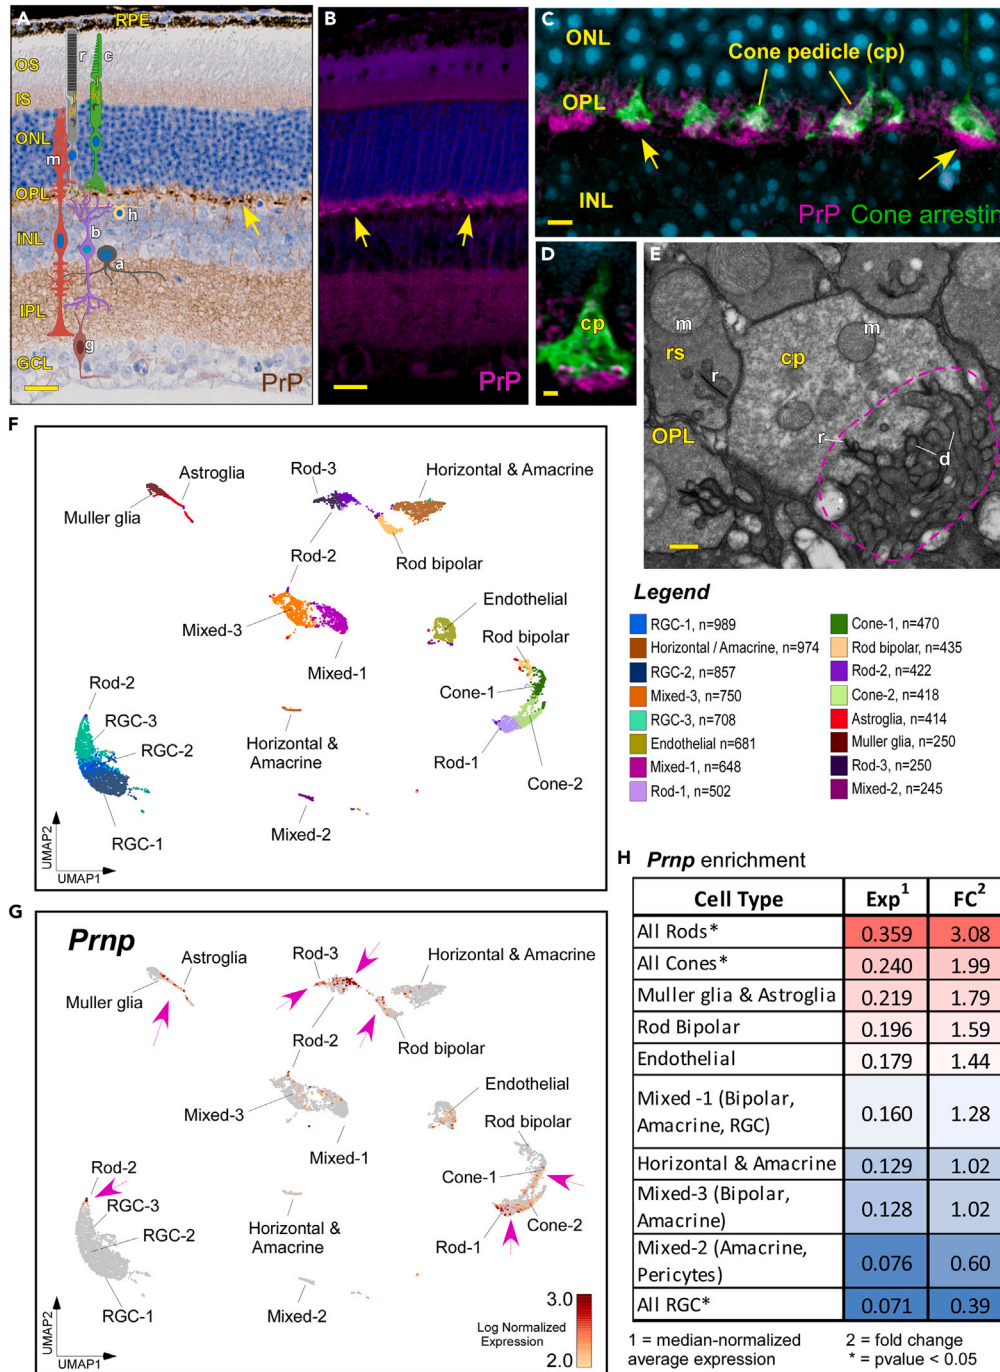 A
RPE
OS
r
c
IS
ONL
m
OPL
h
b
INL
a
IPL
g
GCL
PrP
B
PrP
C
ONL
Cone pedicle (cp)
OPL
INL
PrP Cone arrestin
D
cp
E
m
m
rs
cp
r
OPL
r
d
F
Astroglia
Muller glia
Rod-3
Horizontal & Amacrine
Rod-2
Rod bipolar
Mixed-3
Endothelial
Mixed-1
Rod bipolar
Cone-1
Rod-2
RGC-3
RGC-2
Horizontal &
Amacrine
Rod-1
Cone-2
Mixed-2
RGC-1
UMAP2
UMAP1
Legend
RGC-1, n=989
Horizontal / Amacrine, n=974
RGC-2, n=857
Mixed-3, n=750
RGC-3, n=708
Endothelial n=681
Mixed-1, n=648
Rod-1, n=502
Cone-1, n=470
Rod bipolar, n=435
Rod-2, n=422
Cone-2, n=418
Astroglia, n=414
Muller glia, n=250
Rod-3, n=250
Mixed-2, n=245
G
Prnp
Astroglia
Muller glia
Rod-3
Horizontal & Amacrine
Rod-2
Rod bipolar
Mixed-3
Endothelial
Mixed-1
Rod bipolar
Cone-1
Rod-2
RGC-3
RGC-2
Horizontal &
Amacrine
Rod-1
Cone-2
RGC-1
Mixed-2
3.0
Log Normalized
Expression
2.0
UMAP2
UMAP1
H Prnp enrichment
Cell Type Exp1 FC2
All Rods* 0.359 3.08
All Cones* 0.240 1.99
Muller glia & Astroglia 0.219 1.79
Rod Bipolar 0.196 1.59
Endothelial 0.179 1.44
Mixed -1 (Bipolar,
Amacrine, RGC) 0.160 1.28
Horizontal & Amacrine 0.129 1.02
Mixed-3 (Bipolar,
Amacrine) 0.128 1.02
Mixed-2 (Amacrine,
Pericytes) 0.076 0.60
All RGC* 0.071 0.39
1 = median-normalized
average expression
2 = fold change
* = pvalue < 0.05